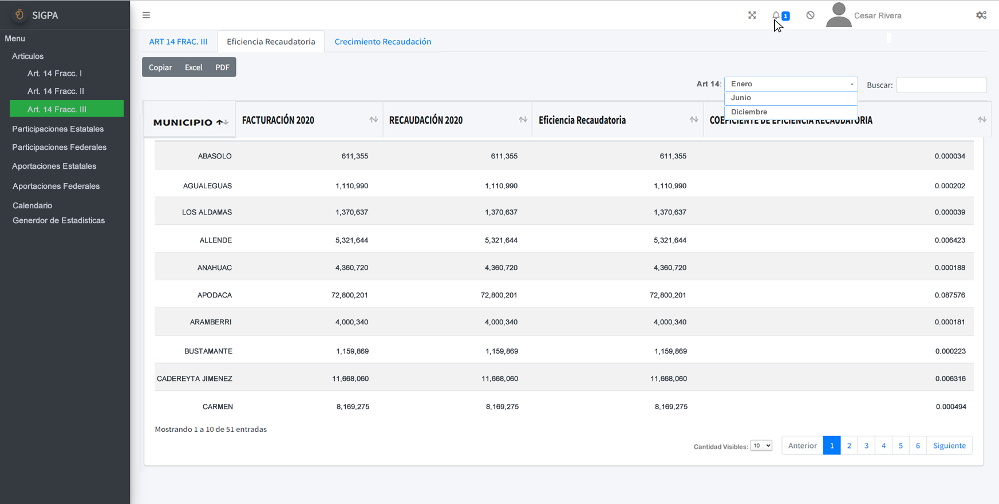 SIGPA
1
Cesar Rivera
Menu
Articulos
Art. 14 Fracc. I
Art. 14 Fracc. II
Art. 14 Fracc. III
Participaciones Estatales
Participaciones Federales
Aportaciones Estatales
Aportaciones Federales
Calendario
Generdor de Estadisticas
ART 14 FRAC. III Eficiencia Recaudatoria Crecimiento Recaudación
Copiar Excel PDF
Art 14: Enero Buscar:
Junio
Diciembre
MUNICIPIO FACTURACIÓN 2020 RECAUDACIÓN 2020 Eficiencia Recaudatoria COEFICIENTE DE EFICIENCIA RECAUDATORIA
ABASOLO 611,355 611,355 611,355 0.000034
AGUALEGUAS 1,110,990 1,110,990 1,110,990 0.000202
LOS ALDAMAS 1,370,637 1,370,637 1,370,637 0.000039
ALLENDE 5,321,644 5,321,644 5,321,644 0.006423
ANAHUAC 4,360,720 4,360,720 4,360,720 0.000188
APODACA 72,800,201 72,800,201 72,800,201 0.087576
ARAMBERRI 4,000,340 4,000,340 4,000,340 0.000181
BUSTAMANTE 1,159,869 1,159,869 1,159,869 0.000223
CADEREYTA JIMENEZ 11,668,060 11,668,060 11,668,060 0.006316
CARMEN 8,169,275 8,169,275 8,169,275 0.000494
Mostrando 1 a 10 de 51 entradas
Cantidad Visibles: 10 Anterior 1 2 3 4 5 6 Siguiente